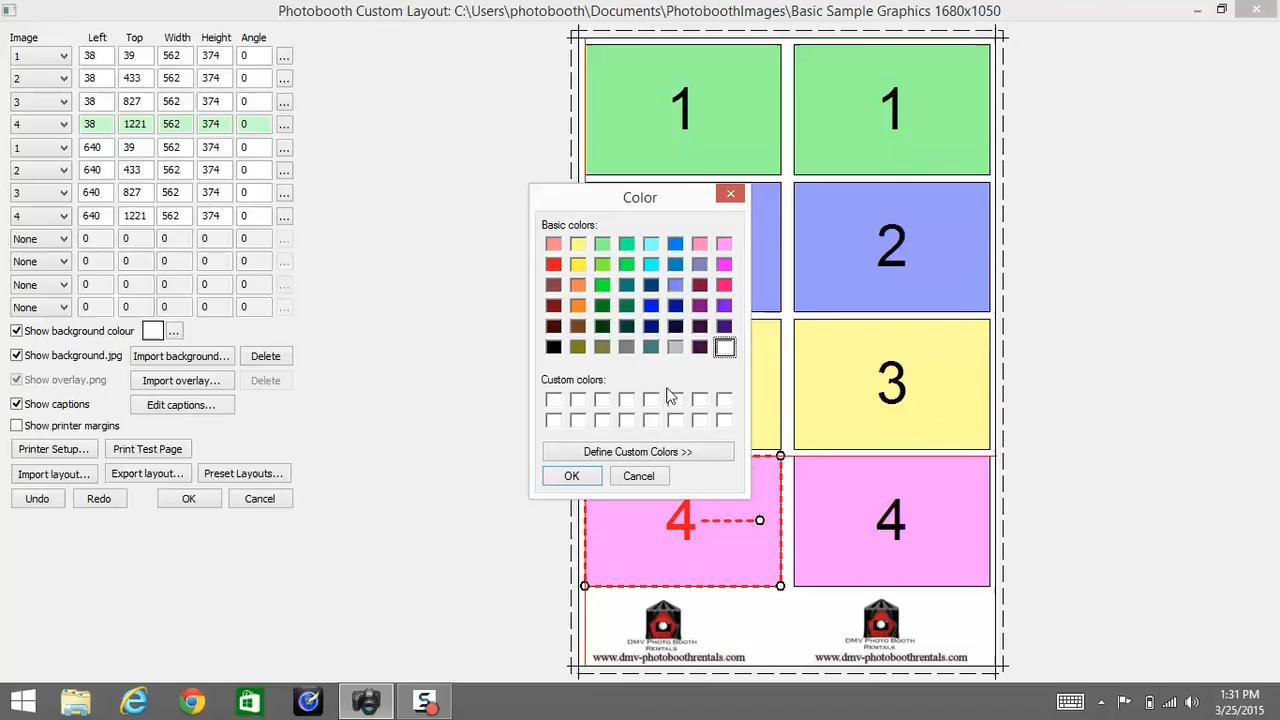 Photobooth Custom Layout: C:\Users\photobooth\Documents\PhotoboothImages\Basic Sample Graphics 1680x1050
Image Left Top Width Height Angle
1 38 39 562 374 0 ...
2 38 433 562 374 0 ...
3 38 827 562 374 0 ...
4 38 1221 562 374 0 ...
1 640 39 562 374 0 ...
2 640 433 562 374 0 ...
3 640 827 562 374 0 ...
4 640 1221 562 374 0 ...
None 0 0 0 0 0 ...
None 0 0 0 0 0 ...
None 0 0 0 0 0 ...
None 0 0 0 0 0 ...
Show background colour ...
Show background.jpg Import background... Delete
Show overlay.png Import overlay... Delete
Show captions Edit captions...
Show printer margins
Printer Setup... Print Test Page
Import layout... Export layout... Preset Layouts...
Undo Redo OK Cancel
1 1
2
3
4 4
Color
Basic colors:
Custom colors:
Define Custom Colors >>
OK Cancel
DMV PHOTO BOOTH
RENTALS
www.dmv-photoboothrentals.com
DMV PHOTO BOOTH
RENTALS
www.dmv-photoboothrentals.com
S
1:31 PM
3/25/2015